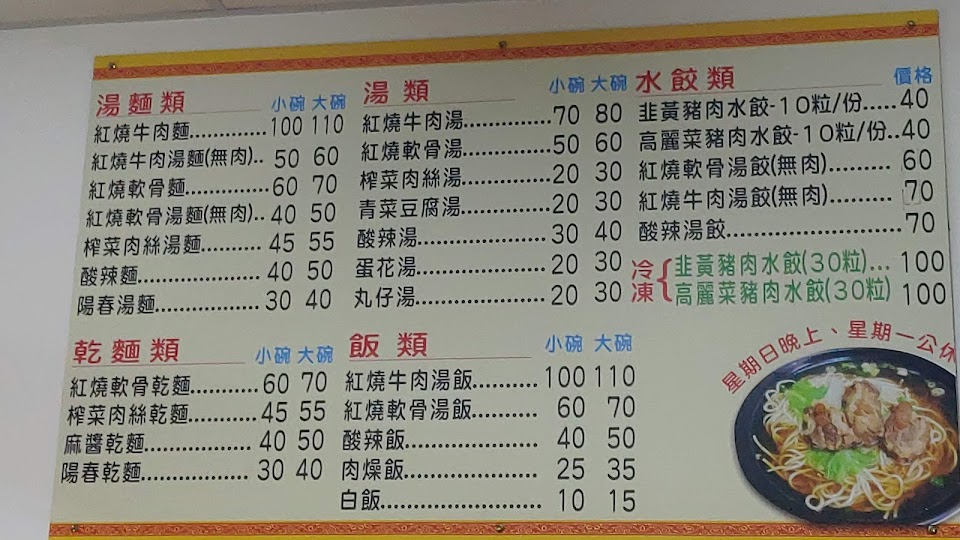 湯麵類 小碗 大碗
紅燒牛肉麵.............100 110
紅燒牛肉湯麵(無肉).. 50 60
紅燒軟骨麵..............60 70
紅燒軟骨湯麵(無肉).. 40 50
榨菜肉絲湯麵.......... 45 55
酸辣麵..................... 40 50
陽春湯麵..................30 40
湯類 小碗 大碗
紅燒牛肉湯...............70 80
紅燒軟骨湯...............50 60
榨菜肉絲湯...............20 30
青菜豆腐湯...............20 30
酸辣湯......................30 40
蛋花湯......................20 30
丸仔湯......................20 30
水餃類 價格
韭黃豬肉水餃-10粒/份.....40
高麗菜豬肉水餃-10粒/份..40
紅燒軟骨湯餃(無肉)......... 60
紅燒牛肉湯餃(無肉)......... 70
酸辣湯餃..........................70
冷凍{韭黃豬肉水餃(30粒)... 100
高麗菜豬肉水餃(30粒) 100
乾麵類 小碗 大碗
紅燒軟骨乾麵...........60 70
榨菜肉絲乾麵...........45 55
麻醬乾麵..................40 50
陽春乾麵..................30 40
飯類 小碗 大碗
紅燒牛肉湯飯...........100 110
紅燒軟骨湯飯........... 60 70
酸辣飯...................... 40 50
肉燥飯...................... 25 35
白飯.......................... 10 15
星期日晚上、星期一公休